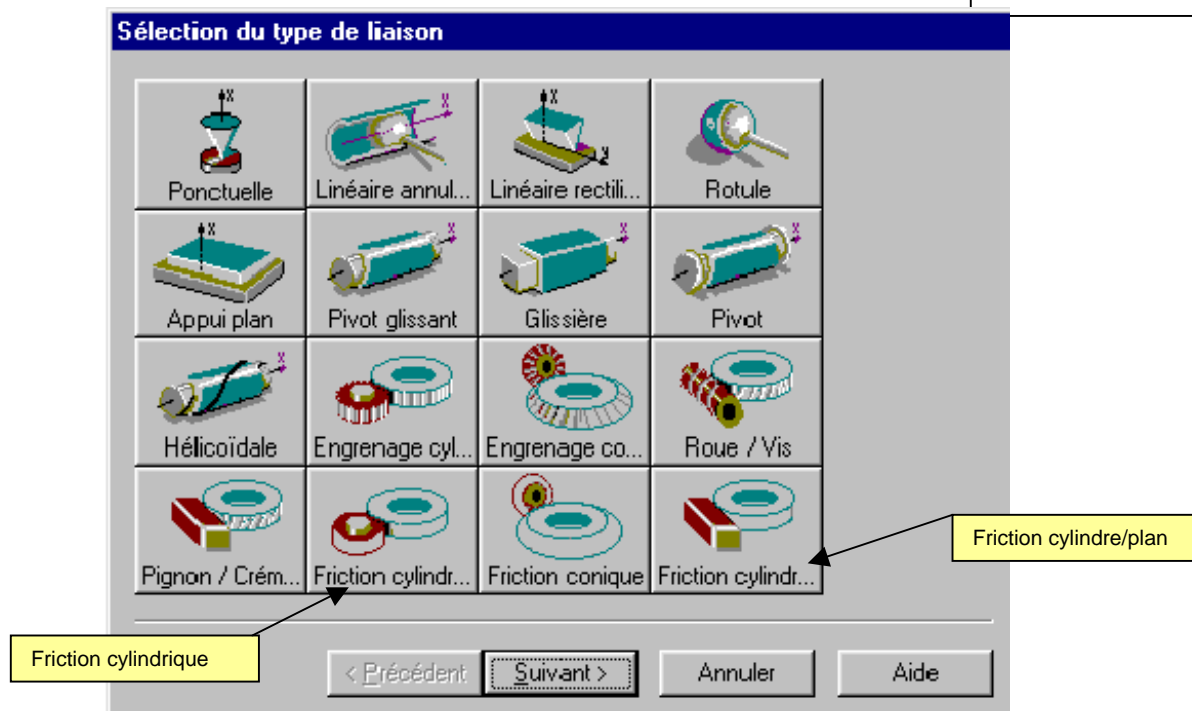 Sélection du type de liaison
X
X
X
Ponctuelle
Linéaire annul...
Linéaire rectili...
Rotule
X
X
X
X
Appui plan
Pivot glissant
Glissière
Pivot
X
Hélicoïdale
Engrenage cyl...
Engrenage co...
Roue / Vis
Pignon / Crém...
Friction cylindr...
Friction conique
Friction cylindr...
Friction cylindre/plan
Friction cylindrique
< Précédent
Suivant >
Annuler
Aide